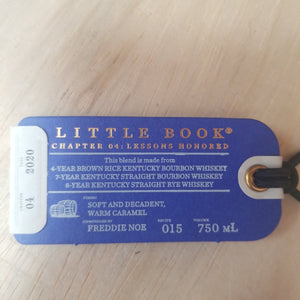 LITTLE BOOK®
CHAPTER 04: LESSONS HONORED
This blend is made from
4-YEAR BROWN RICE KENTUCKY BOURBON WHISKEY
7-YEAR KENTUCKY STRAIGHT BOURBON WHISKEY
8-YEAR KENTUCKY STRAIGHT RYE WHISKEY
SOFT AND DECADENT,
WARM CARAMEL
FREDDIE NOE
RECIPE
015
VOLUME
750 mL
2020
04